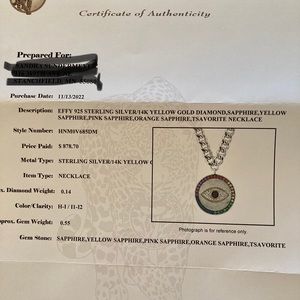 Certificate of Authenticity
Prepared For:
Purchase Date: 11/13/2022
Description: EFFY 925 STERLING SILVER/14K YELLOW GOLD DIAMOND,SAPPHIRE,YELLOW
SAPPHIRE,PINK SAPPHIRE,ORANGE SAPPHIRE,TSAVORITE NECKLACE
Style Number: HNM0V685DM
Price Paid: $ 878.70
Metal Type: STERLING SILVER/14K YELLOW
Item Type: NECKLACE
Diamond Weight: 0.14
Color/Clarity: H-I / I1-I2
Gem Weight: 0.55
Photograph is for reference only.
Gem Stone: SAPPHIRE,YELLOW SAPPHIRE,PINK SAPPHIRE,ORANGE SAPPHIRE,TSAVORITE